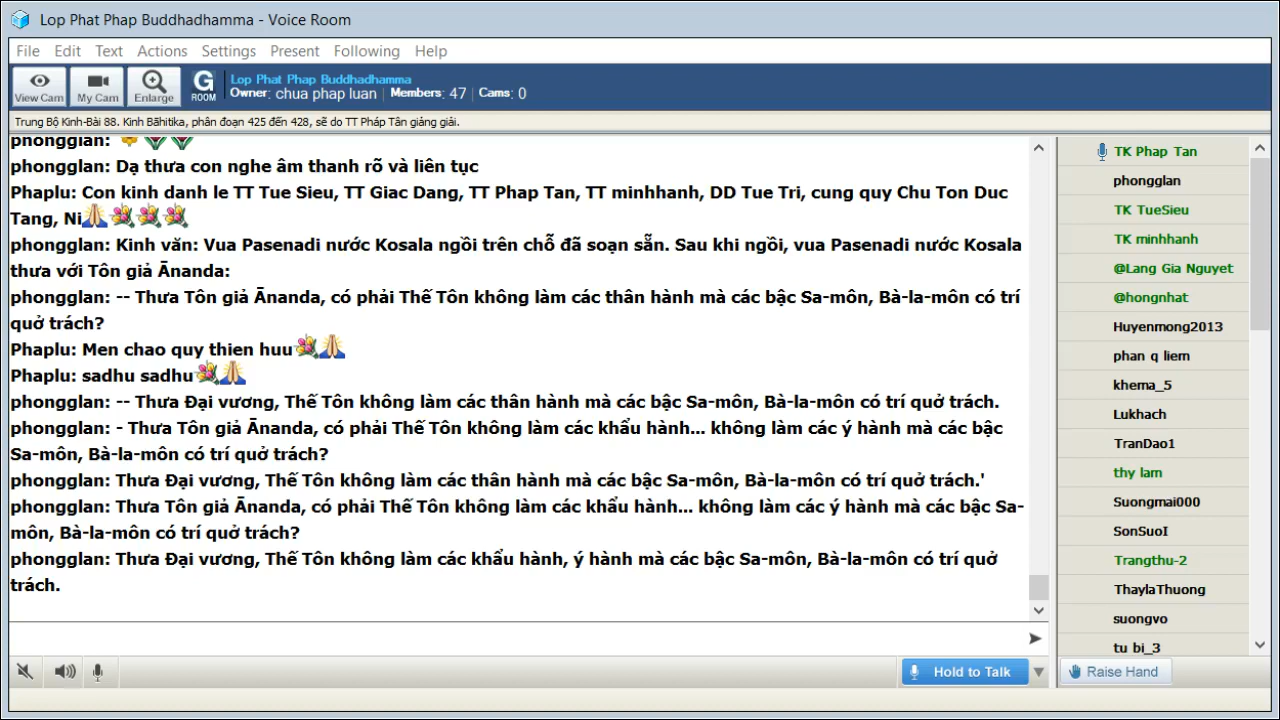 Lop Phat Phap Buddhadhamma - Voice Room
File Edit Text Actions Settings Present Following Help
View Cam My Cam Enlarge G ROOM
Lop Phat Phap Buddhadhamma
Owner: chua phap luan | Members: 47 | Cams: 0
Trung Bộ Kinh-Bài 88. Kinh Bāhitika, phân đoạn 425 đến 428, sẽ do TT Pháp Tân giảng giải.
phongglan:
phongglan: Dạ thưa con nghe âm thanh rõ và liên tục
Phaplu: Con kinh danh le TT Tue Sieu, TT Giac Dang, TT Phap Tan, TT minhhanh, DD Tue Tri, cung quy Chu Ton Duc
Tang, Ni
phongglan: Kinh văn: Vua Pasenadi nước Kosala ngồi trên chỗ đã soạn sẵn. Sau khi ngồi, vua Pasenadi nước Kosala
thưa với Tôn giả Ānanda:
phongglan: -- Thưa Tôn giả Ānanda, có phải Thế Tôn không làm các thân hành mà các bậc Sa-môn, Bà-la-môn có trí
quở trách?
Phaplu: Men chao quy thien huu
Phaplu: sadhu sadhu
phongglan: -- Thưa Đại vương, Thế Tôn không làm các thân hành mà các bậc Sa-môn, Bà-la-môn có trí quở trách.
phongglan: - Thưa Tôn giả Ānanda, có phải Thế Tôn không làm các khẩu hành... không làm các ý hành mà các bậc
Sa-môn, Bà-la-môn có trí quở trách?
phongglan: Thưa Đại vương, Thế Tôn không làm các thân hành mà các bậc Sa-môn, Bà-la-môn có trí quở trách.'
phongglan: Thưa Tôn giả Ānanda, có phải Thế Tôn không làm các khẩu hành... không làm các ý hành mà các bậc Sa-
môn, Bà-la-môn có trí quở trách?
phongglan: Thưa Đại vương, Thế Tôn không làm các khẩu hành, ý hành mà các bậc Sa-môn, Bà-la-môn có trí quở
trách.
TK Phap Tan
phongglan
TK TueSieu
TK minhhanh
@Lang Gia Nguyet
@hongnhat
Huyenmong2013
phan q liem
khema_5
Lukhach
TranDao1
thy lam
Suongmai000
SonSuoI
Trangthu-2
ThaylaThuong
suongvo
tu bi_3
Hold to Talk
Raise Hand